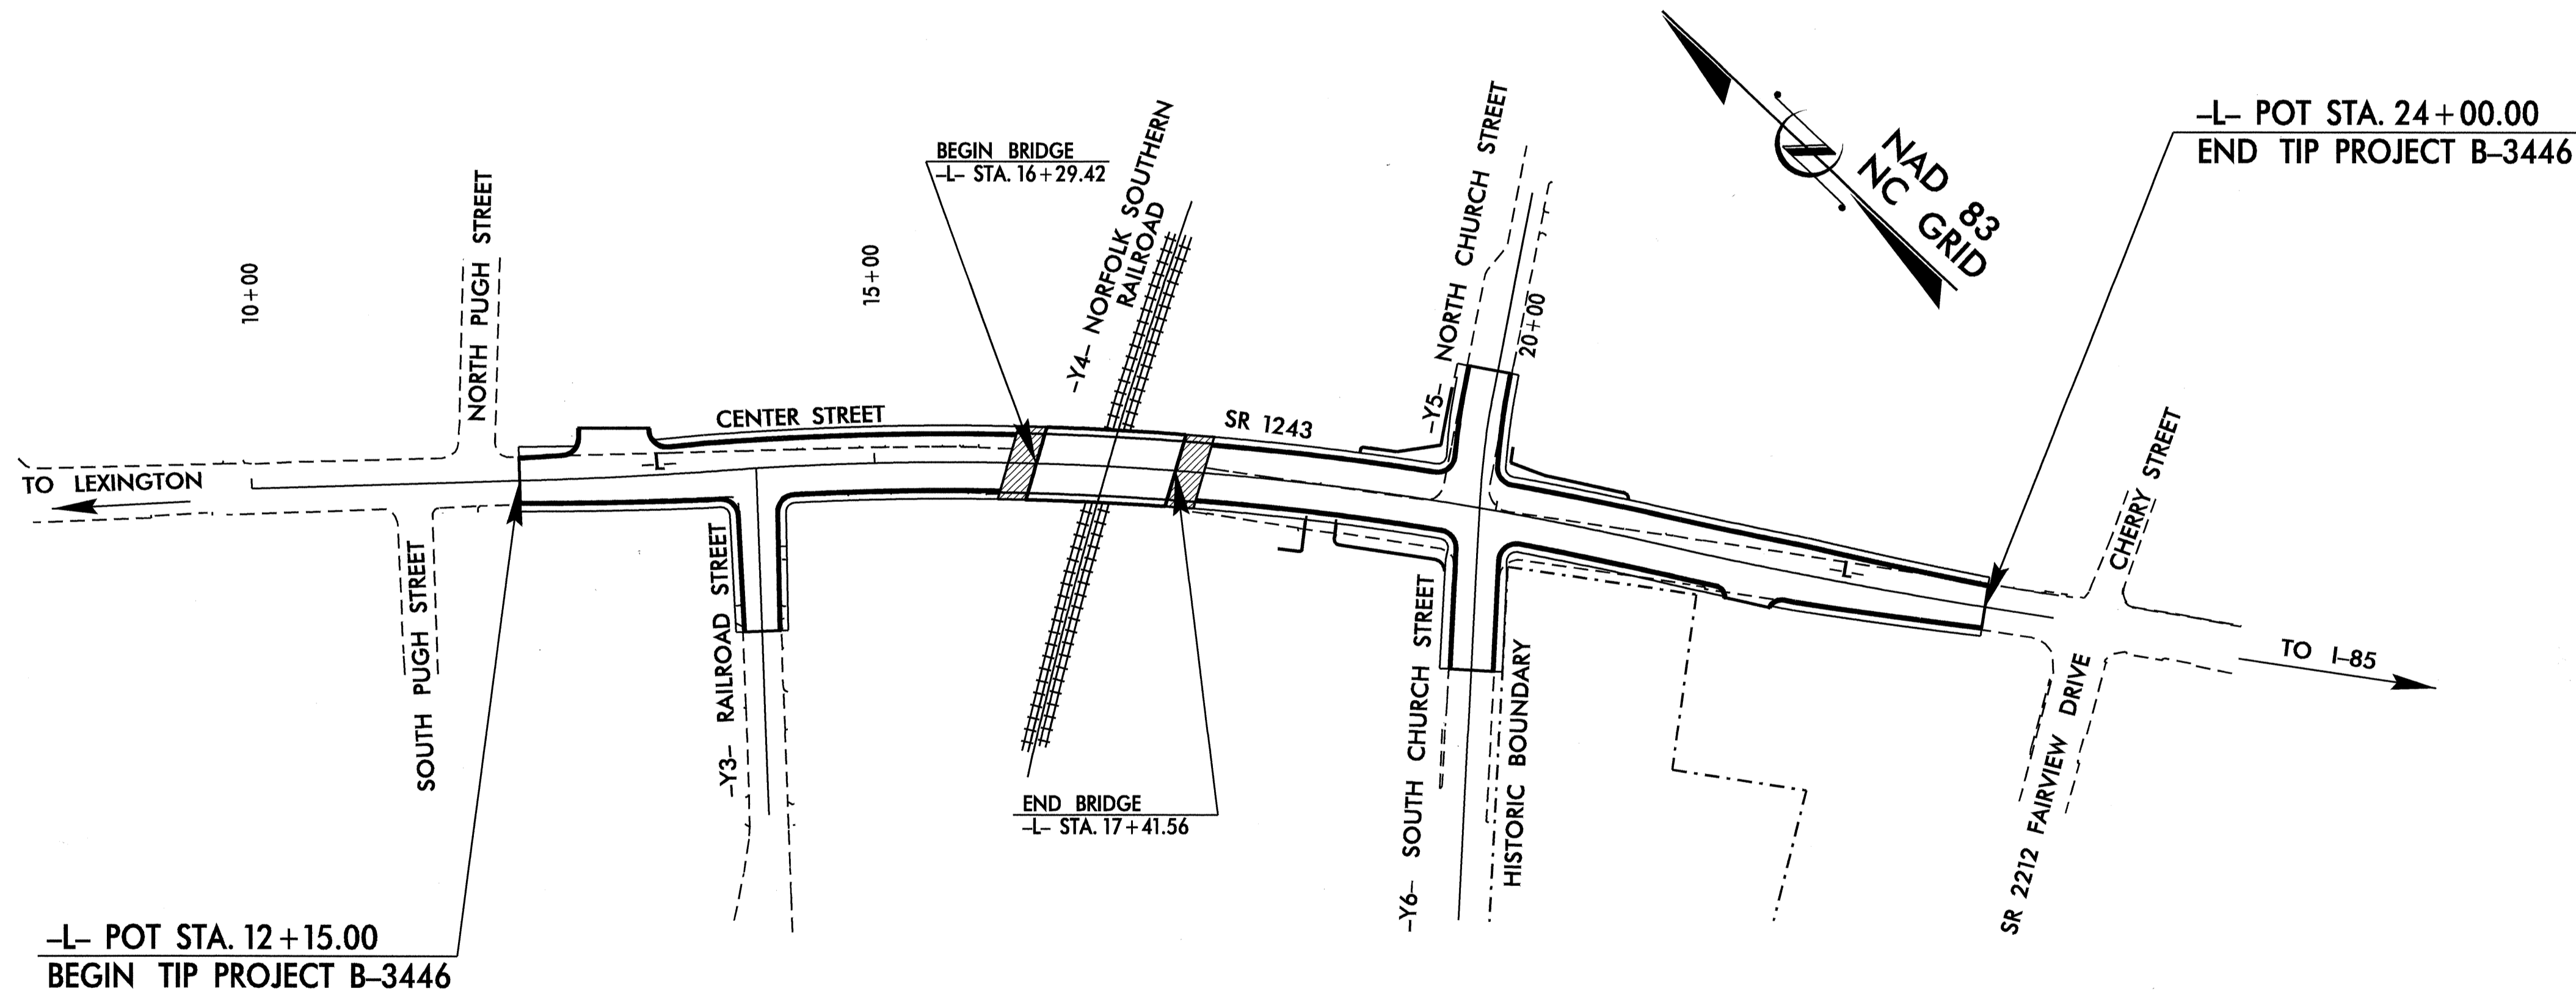 -L- POT STA. 24+00.00
END TIP PROJECT B-3446
NAD 83
NC GRID
BEGIN BRIDGE
-L- STA. 16+29.42
-Y4- NORFOLK SOUTHERN
RAILROAD
NORTH CHURCH STREET
-Y5-
10+00
15+00
20+00
NORTH PUGH STREET
CENTER STREET
SR 1243
CHERRY STREET
TO LEXINGTON
L
-L-
TO I-85
SOUTH PUGH STREET
-Y3- RAILROAD STREET
END BRIDGE
-L- STA. 17+41.56
-Y6- SOUTH CHURCH STREET
HISTORIC BOUNDARY
SR 2212 FAIRVIEW DRIVE
-L- POT STA. 12+15.00
BEGIN TIP PROJECT B-3446